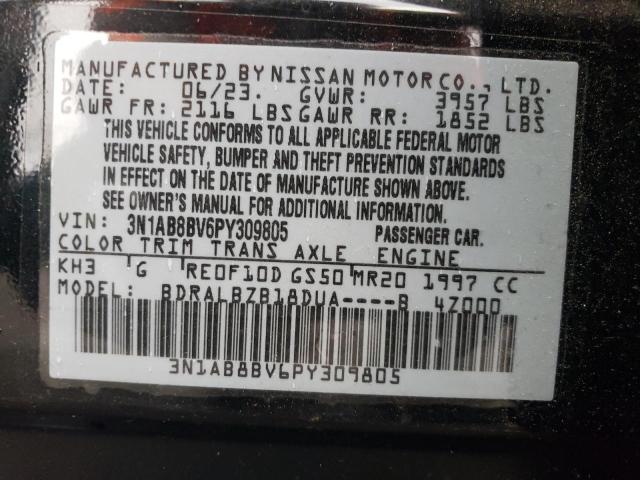 MANUFACTURED BY NISSAN MOTOR CO., LTD.
DATE: 06/23. GVWR: 3957 LBS
GAWR FR: 2116 LBS GAWR RR: 1852 LBS
THIS VEHICLE CONFORMS TO ALL APPLICABLE FEDERAL MOTOR
VEHICLE SAFETY, BUMPER AND THEFT PREVENTION STANDARDS
IN EFFECT ON THE DATE OF MANUFACTURE SHOWN ABOVE.
SEE OWNER'S MANUAL FOR ADDITIONAL INFORMATION.
VIN: 3N1AB8BV6PY309805 PASSENGER CAR.
COLOR TRIM TRANS AXLE ENGINE
KH3 G RE0F10D GS50 MR20 1997 CC
MODEL: BDRALBZB18DUA----B 4Z000
3N1AB8BV6PY309805